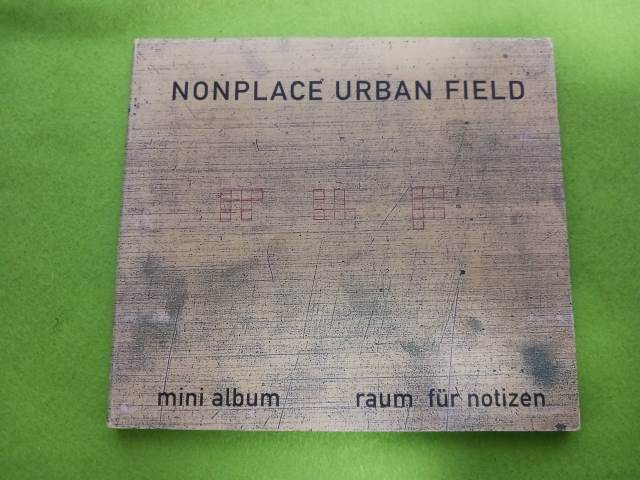 NONPLACE URBAN FIELD
mini album raum für notizen